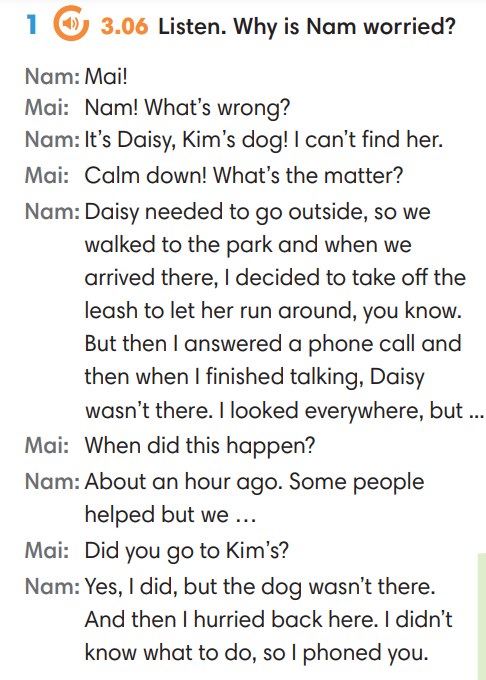 1 3.06 Listen. Why is Nam worried?
Nam: Mai!
Mai: Nam! What's wrong?
Nam: It's Daisy, Kim's dog! I can't find her.
Mai: Calm down! What's the matter?
Nam: Daisy needed to go outside, so we
walked to the park and when we
arrived there, I decided to take off the
leash to let her run around, you know.
But then I answered a phone call and
then when I finished talking, Daisy
wasn't there. I looked everywhere, but ...
Mai: When did this happen?
Nam: About an hour ago. Some people
helped but we ...
Mai: Did you go to Kim's?
Nam: Yes, I did, but the dog wasn't there.
And then I hurried back here. I didn't
know what to do, so I phoned you.